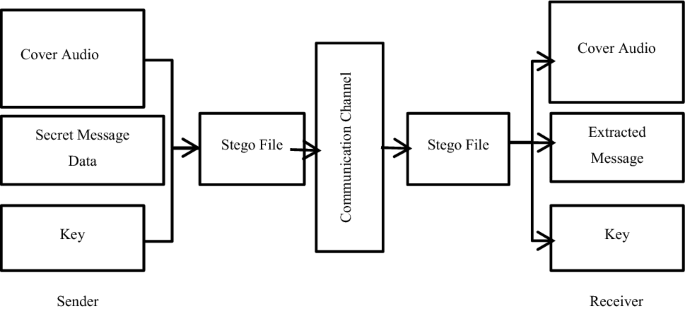 Cover Audio
Secret Message
Data
Key
Sender
Stego File
Communication Channel
Stego File
Cover Audio
Extracted
Message
Key
Receiver